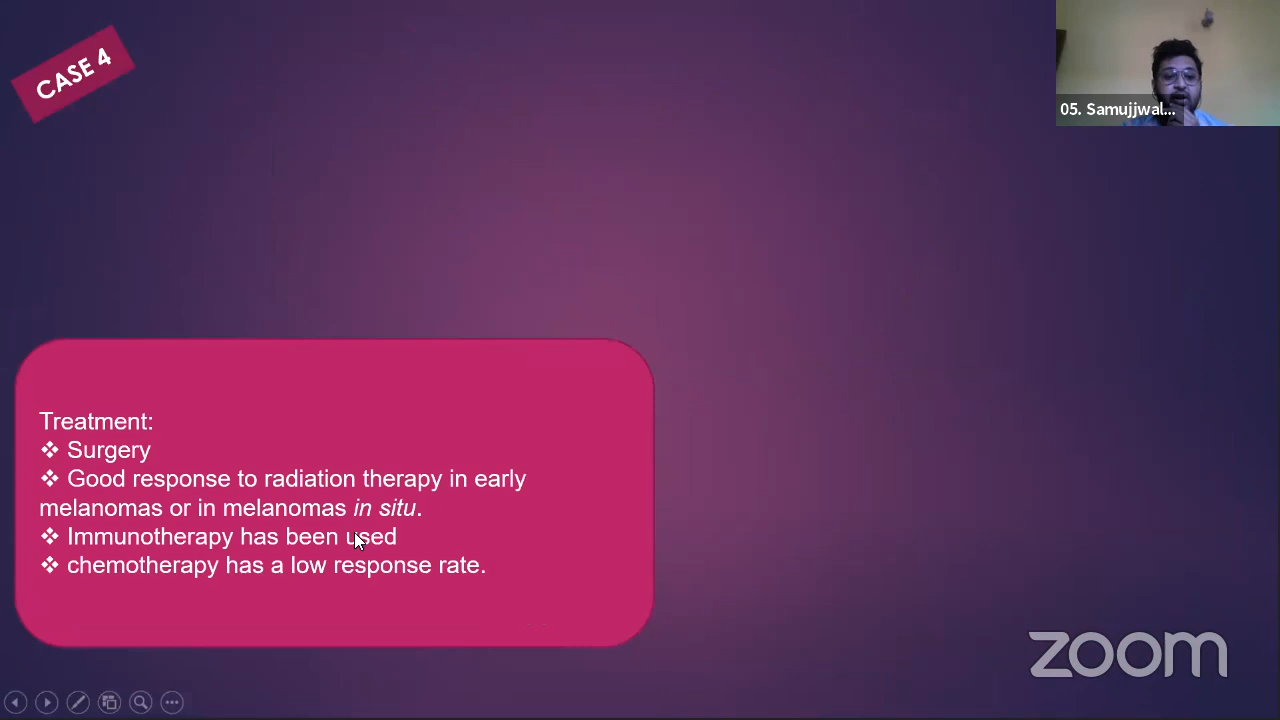 CASE 4
05. Samujjwal...
Treatment:
❖ Surgery
❖ Good response to radiation therapy in early
melanomas or in melanomas in situ.
❖ Immunotherapy has been used
❖ chemotherapy has a low response rate.
zoom